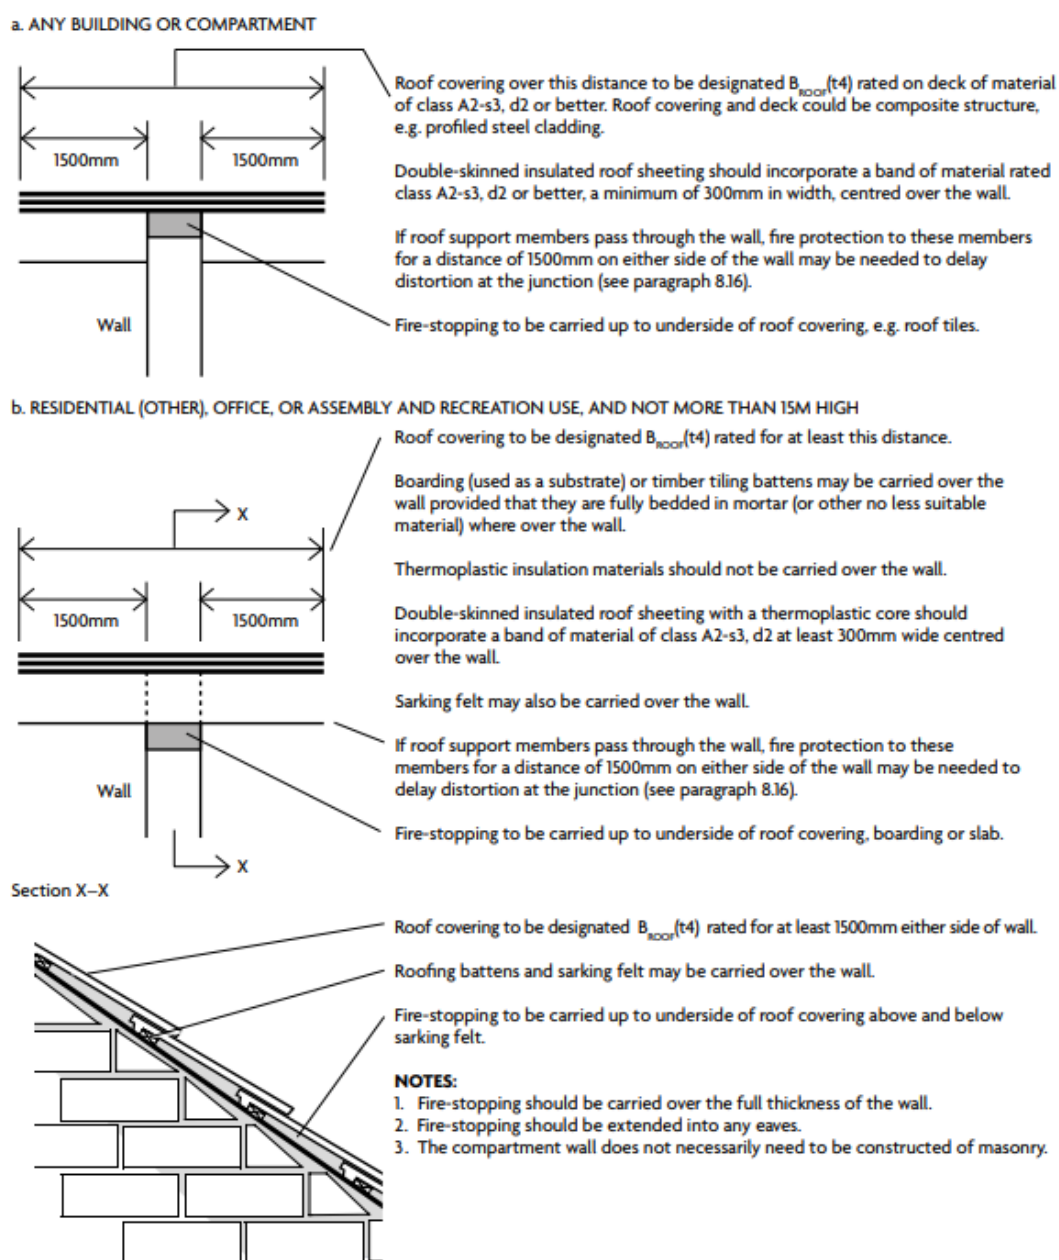 a. ANY BUILDING OR COMPARTMENT
Roof covering over this distance to be designated BROOF(t4) rated on deck of material
of class A2-s3, d2 or better. Roof covering and deck could be composite structure,
e.g. profiled steel cladding.
1500mm
1500mm
Double-skinned insulated roof sheeting should incorporate a band of material rated
class A2-s3, d2 or better, a minimum of 300mm in width, centred over the wall.
If roof support members pass through the wall, fire protection to these members
for a distance of 1500mm on either side of the wall may be needed to delay
distortion at the junction (see paragraph 8.16).
Wall
Fire-stopping to be carried up to underside of roof covering, e.g. roof tiles.
b. RESIDENTIAL (OTHER), OFFICE, OR ASSEMBLY AND RECREATION USE, AND NOT MORE THAN 15M HIGH
Roof covering to be designated BROOF(t4) rated for at least this distance.
Boarding (used as a substrate) or timber tiling battens may be carried over the
wall provided that they are fully bedded in mortar (or other no less suitable
material) where over the wall.
X
Thermoplastic insulation materials should not be carried over the wall.
1500mm
1500mm
Double-skinned insulated roof sheeting with a thermoplastic core should
incorporate a band of material of class A2-s3, d2 at least 300mm wide centred
over the wall.
Sarking felt may also be carried over the wall.
If roof support members pass through the wall, fire protection to these
members for a distance of 1500mm on either side of the wall may be needed to
delay distortion at the junction (see paragraph 8.16).
Wall
Fire-stopping to be carried up to underside of roof covering, boarding or slab.
X
Section X–X
Roof covering to be designated BROOF(t4) rated for at least 1500mm either side of wall.
Roofing battens and sarking felt may be carried over the wall.
Fire-stopping to be carried up to underside of roof covering above and below
sarking felt.
NOTES:
1. Fire-stopping should be carried over the full thickness of the wall.
2. Fire-stopping should be extended into any eaves.
3. The compartment wall does not necessarily need to be constructed of masonry.